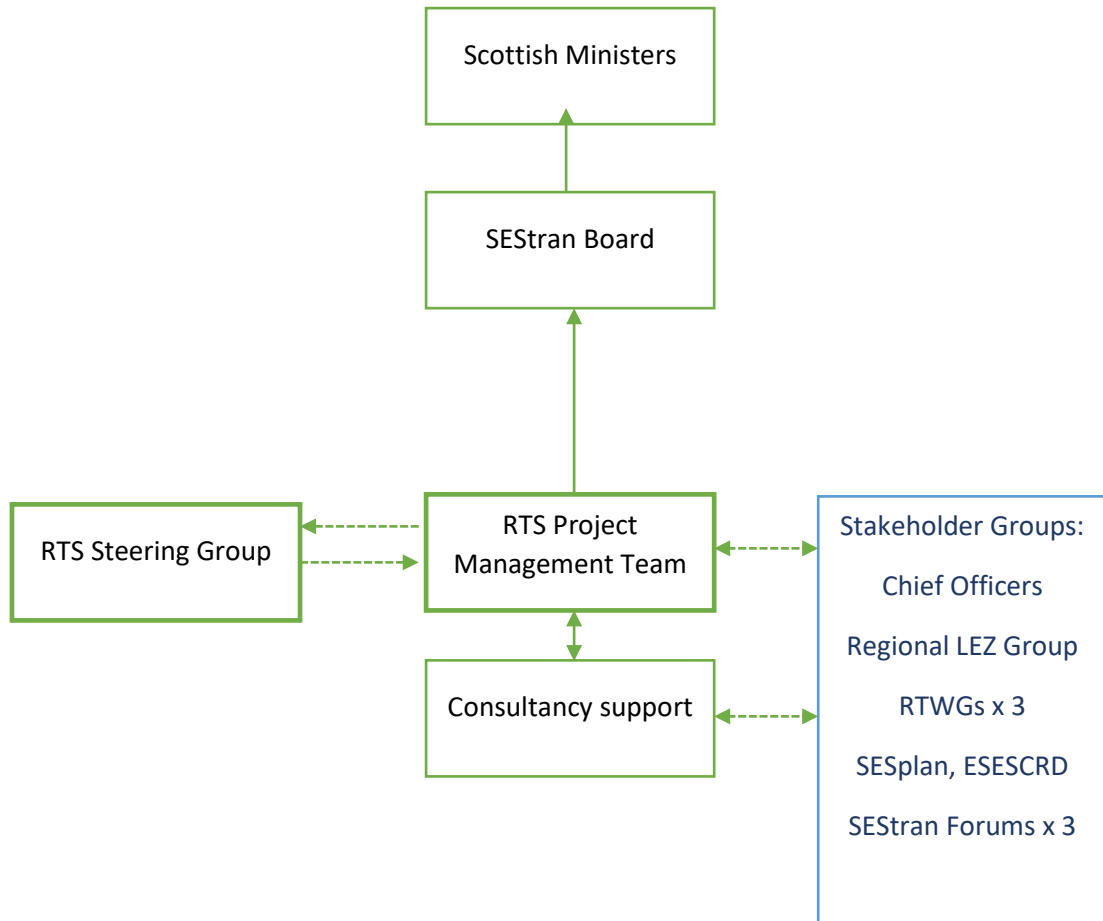 Scottish Ministers
SEStran Board
RTS Steering Group
RTS Project
Management Team
Consultancy support
Stakeholder Groups:
Chief Officers
Regional LEZ Group
RTWGs x 3
SESplan, ESESCRD
SEStran Forums x 3